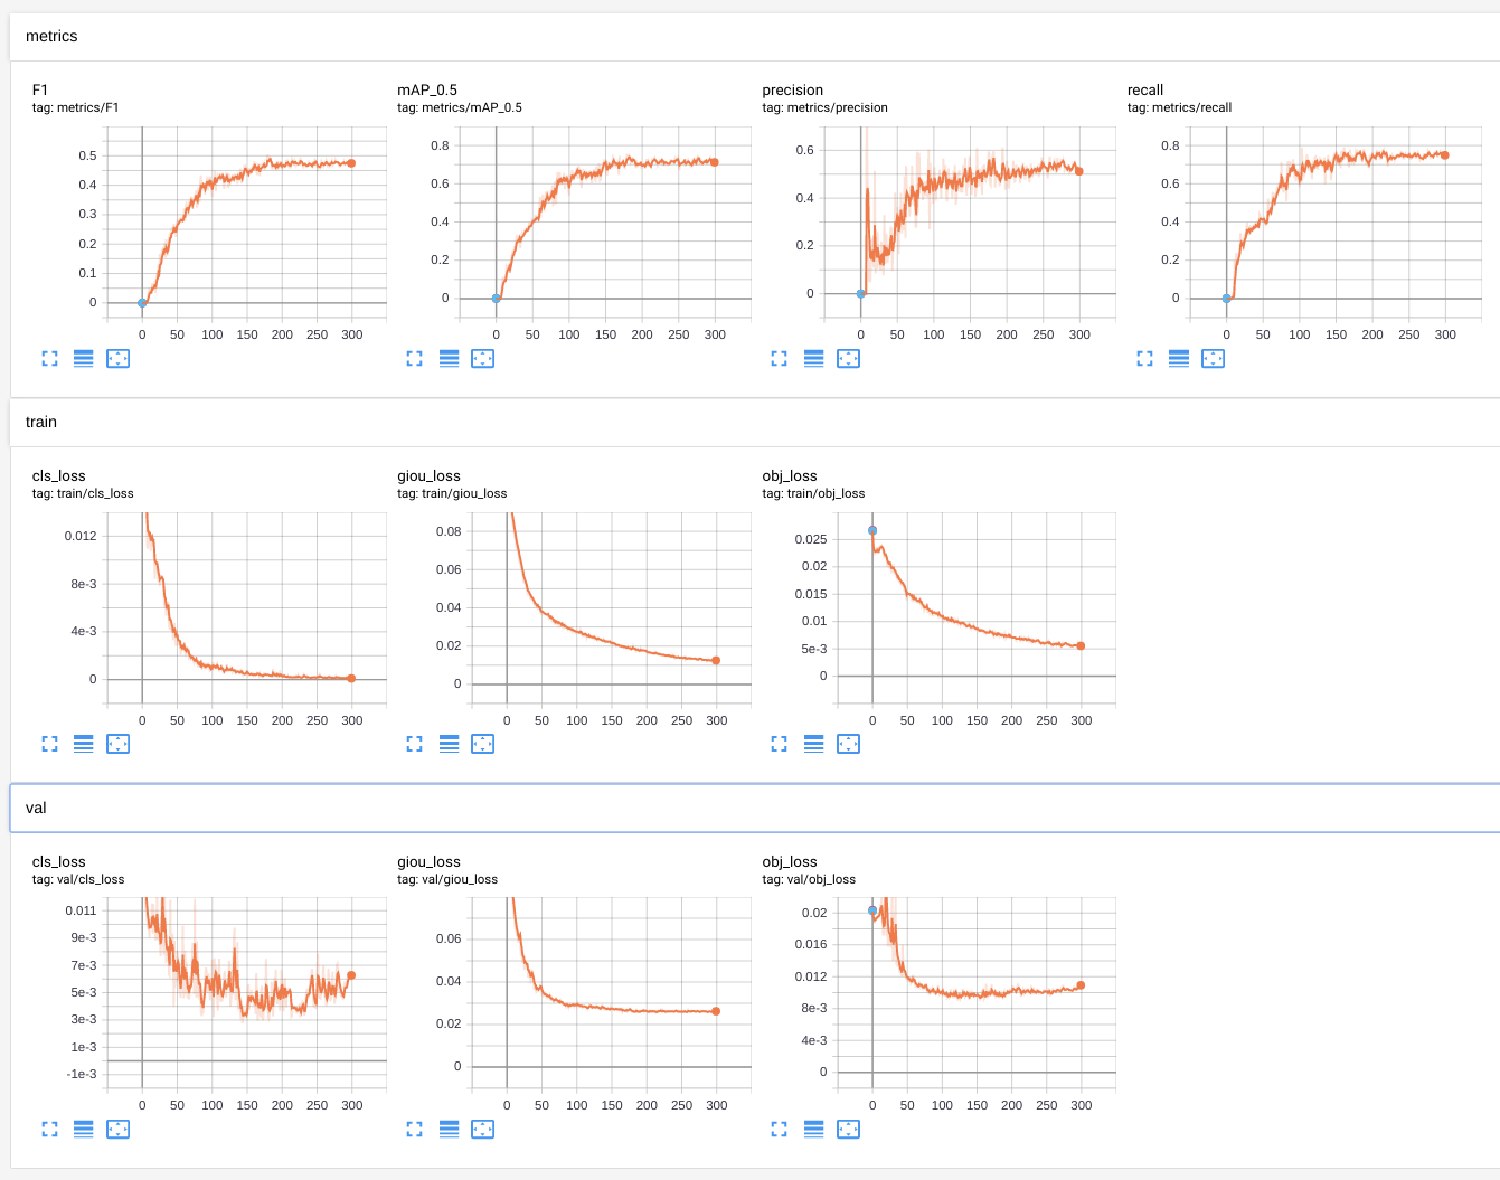 metrics
F1
tag: metrics/F1
0.5
0.4
0.3
0.2
0.1
0
0 50 100 150 200 250 300
mAP_0.5
tag: metrics/mAP_0.5
0.8
0.6
0.4
0.2
0
0 50 100 150 200 250 300
precision
tag: metrics/precision
0.6
0.4
0.2
0
0 50 100 150 200 250 300
recall
tag: metrics/recall
0.8
0.6
0.4
0.2
0
0 50 100 150 200 250 300
train
cls_loss
tag: train/cls_loss
0.012
8e-3
4e-3
0
0 50 100 150 200 250 300
giou_loss
tag: train/giou_loss
0.08
0.06
0.04
0.02
0
0 50 100 150 200 250 300
obj_loss
tag: train/obj_loss
0.025
0.02
0.015
0.01
5e-3
0
0 50 100 150 200 250 300
val
cls_loss
tag: val/cls_loss
0.011
9e-3
7e-3
5e-3
3e-3
1e-3
-1e-3
0 50 100 150 200 250 300
giou_loss
tag: val/giou_loss
0.06
0.04
0.02
0
0 50 100 150 200 250 300
obj_loss
tag: val/obj_loss
0.02
0.016
0.012
8e-3
4e-3
0
0 50 100 150 200 250 300